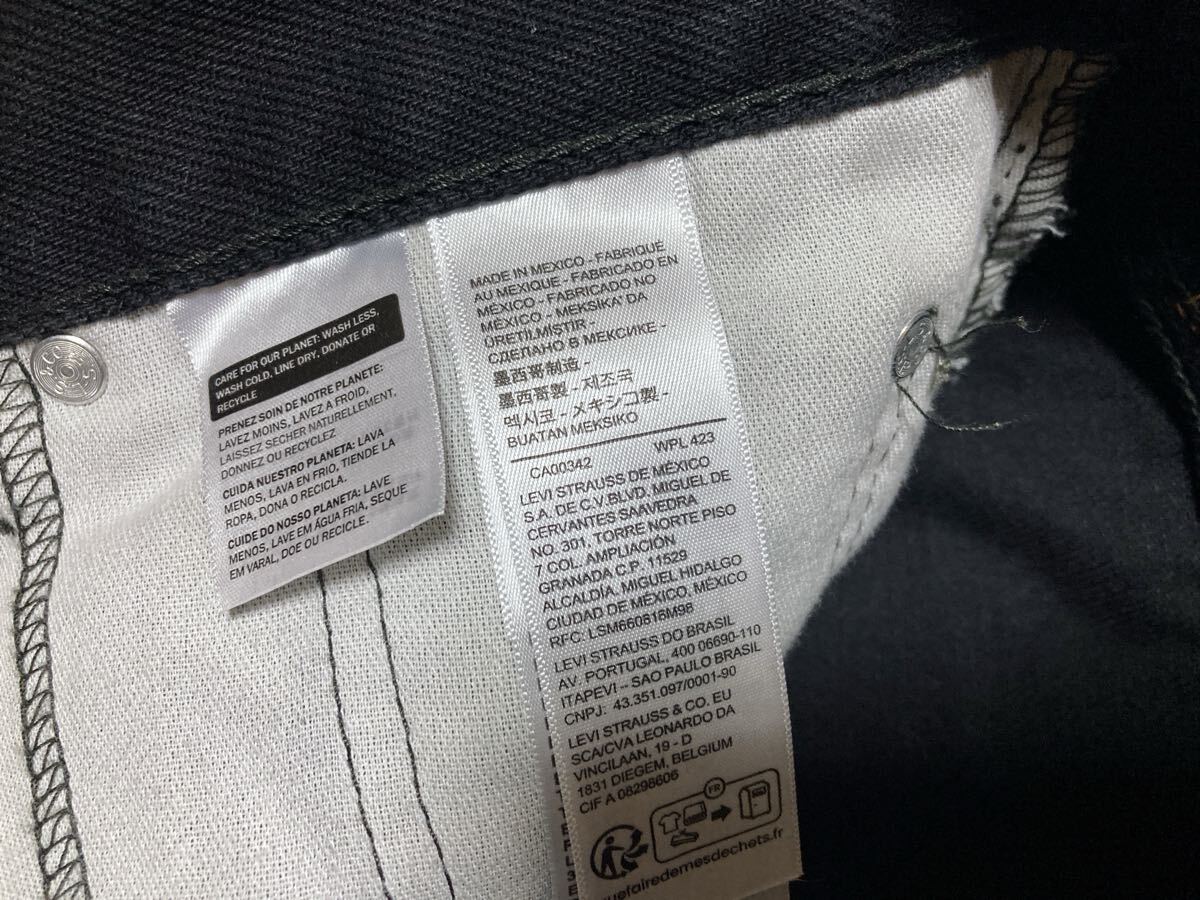 CARE FOR OUR PLANET: WASH LESS,
WASH COLD, LINE DRY, DONATE OR
RECYCLE
PRENEZ SOIN DE NOTRE PLANETE:
LAVEZ MOINS, LAVEZ A FROID,
LAISSEZ SECHER NATURELLEMENT,
DONNEZ OU RECYCLEZ
CUIDA NUESTRO PLANETA: LAVA
MENOS, LAVA EN FRIO, TIENDE LA
ROPA, DONA O RECICLA.
CUIDE DO NOSSO PLANETA: LAVE
MENOS, LAVE EM ÁGUA FRIA, SEQUE
EM VARAL, DOE OU RECICLE.
MADE IN MEXICO - FABRIQUÉ
AU MEXIQUE - FABRICADO EN
MÉXICO - FABRICADO NO
MÉXICO - MEKSIKA' DA
ÜRETİLMİŞTİR -
СДЕЛАНО В МЕКСИКЕ -
墨西哥制造 -
墨西哥製 - 제조국
멕시코 - メキシコ製 -
BUATAN MEKSIKO
CA00342 WPL 423
LEVI STRAUSS DE MÉXICO
S.A. DE C.V. BLVD. MIGUEL DE
CERVANTES SAAVEDRA
NO. 301, TORRE NORTE PISO
7 COL. AMPLIACIÓN
GRANADA C.P. 11529
ALCALDÍA, MIGUEL HIDALGO
CIUDAD DE MÉXICO, MÉXICO
RFC: LSM660816M98
LEVI STRAUSS DO BRASIL
AV. PORTUGAL, 400 06690-110
ITAPEVI – SAO PAULO BRASIL
CNPJ: 43.351.097/0001-90
LEVI STRAUSS & CO. EU
SCA/CVA LEONARDO DA
VINCILAAN, 19 - D
1831 DIEGEM, BELGIUM
CIF A 08298606
FR
quefairedemesdechets.fr